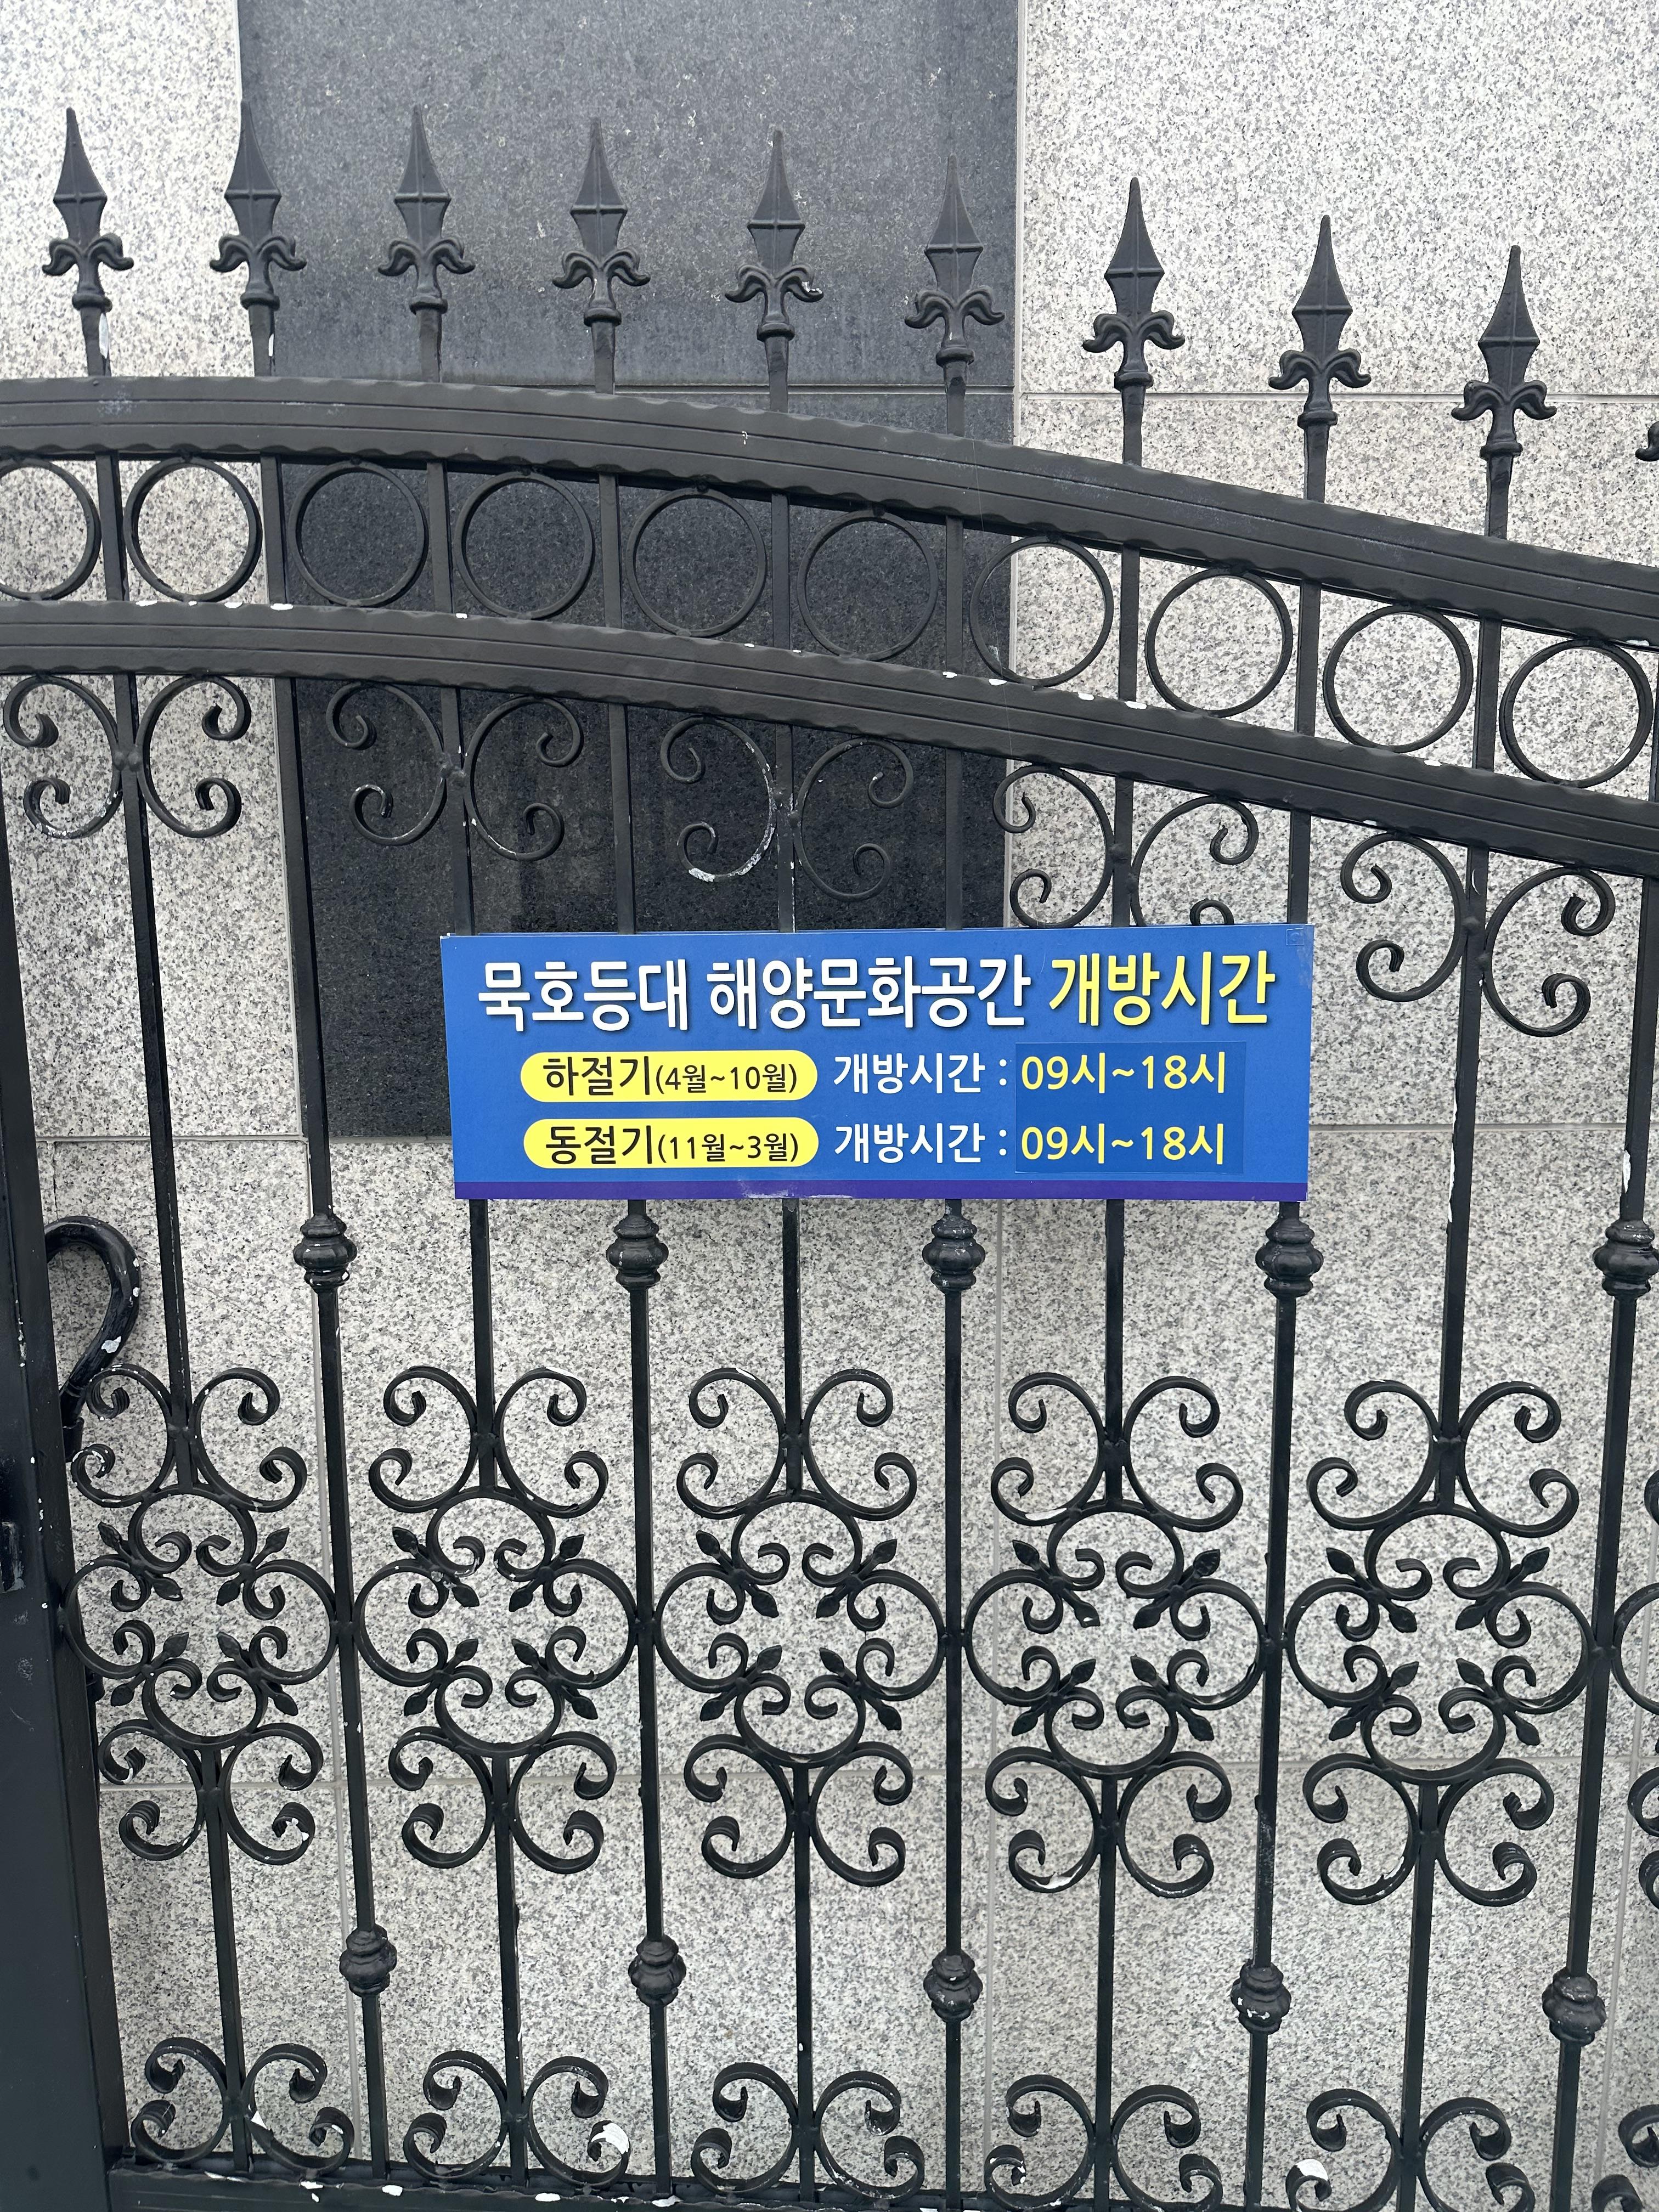 묵호등대 해양문화공간 개방시간
하절기(4월~10월) 개방시간 : 09시~18시
동절기(11월~3월) 개방시간 : 09시~18시